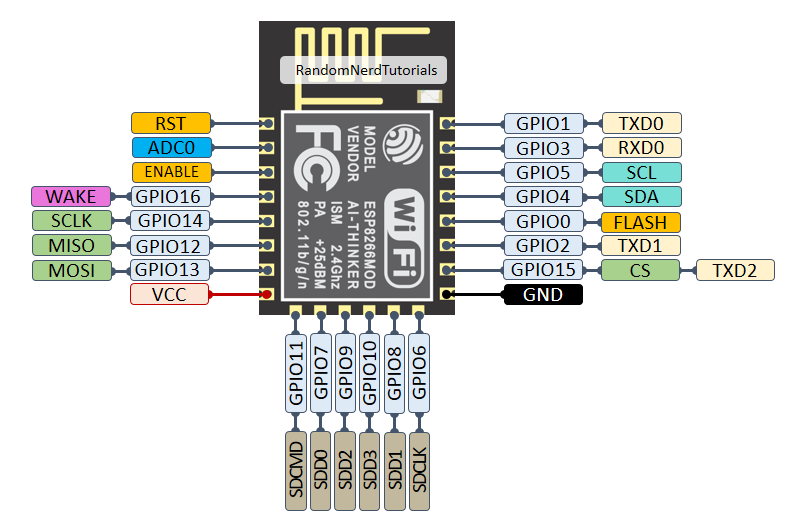 RandomNerdTutorials
RST
ADC0
ENABLE
WAKE GPIO16
SCLK GPIO14
MISO GPIO12
MOSI GPIO13
VCC
FC
MODEL ESP8266MOD
VENDOR AI-THINKER
ISM 2.4GHz
PA +25dBM
802.11b/g/n
WiFi
GPIO1 TXD0
GPIO3 RXD0
GPIO5 SCL
GPIO4 SDA
GPIO0 FLASH
GPIO2 TXD1
GPIO15 CS TXD2
GND
GPIO11 GPIO7 GPIO9 GPIO10 GPIO8 GPIO6
SDCMD SDD0 SDD2 SDD3 SDD1 SDCLK